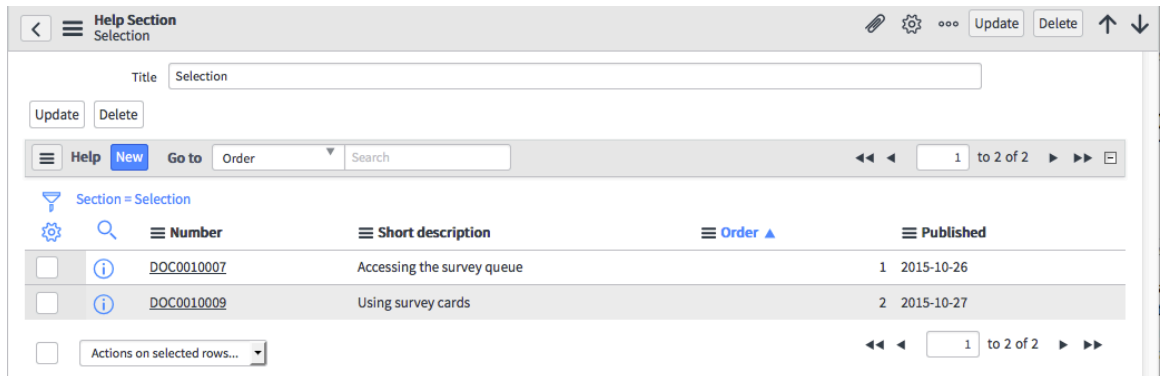 Help Section
Selection
Update Delete
Title Selection
Update Delete
Help New Go to Order Search 1 to 2 of 2
Section = Selection
Number Short description Order Published
DOC0010007 Accessing the survey queue 1 2015-10-26
DOC0010009 Using survey cards 2 2015-10-27
Actions on selected rows... 1 to 2 of 2